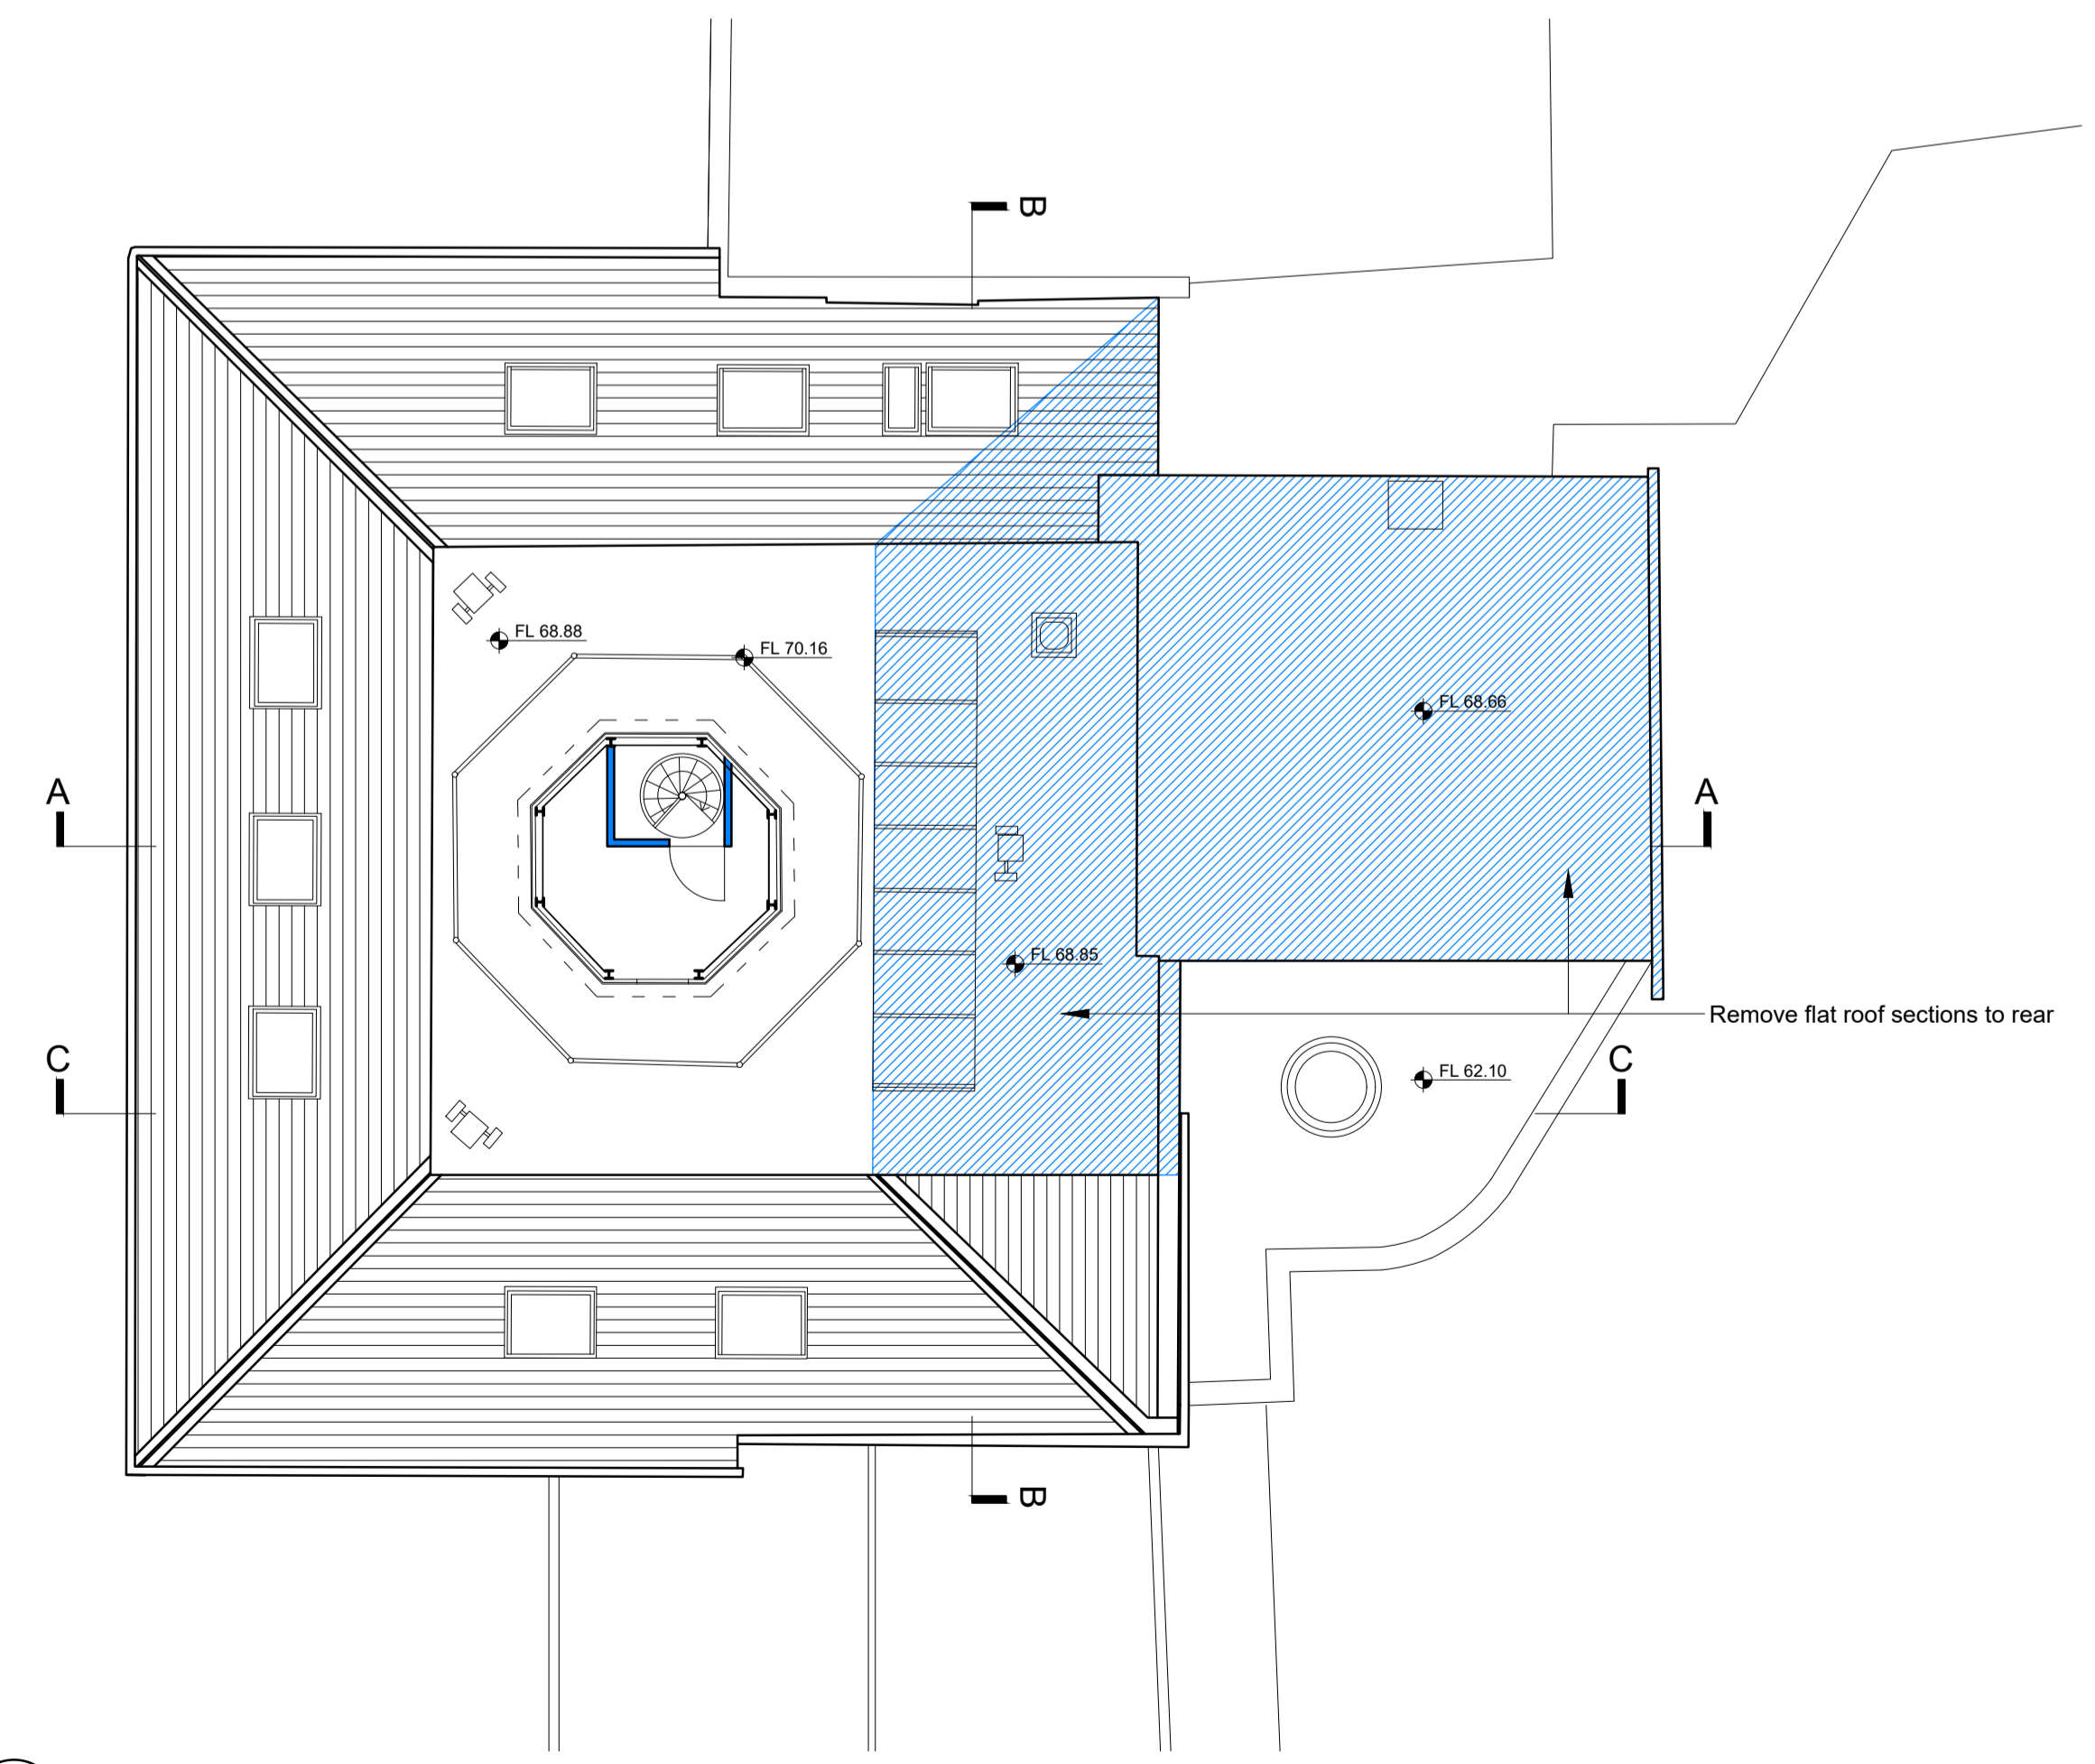 B
FL 68.88
FL 70.16
FL 68.66
A
A
FL 68.85
Remove flat roof sections to rear
C
C
FL 62.10
B